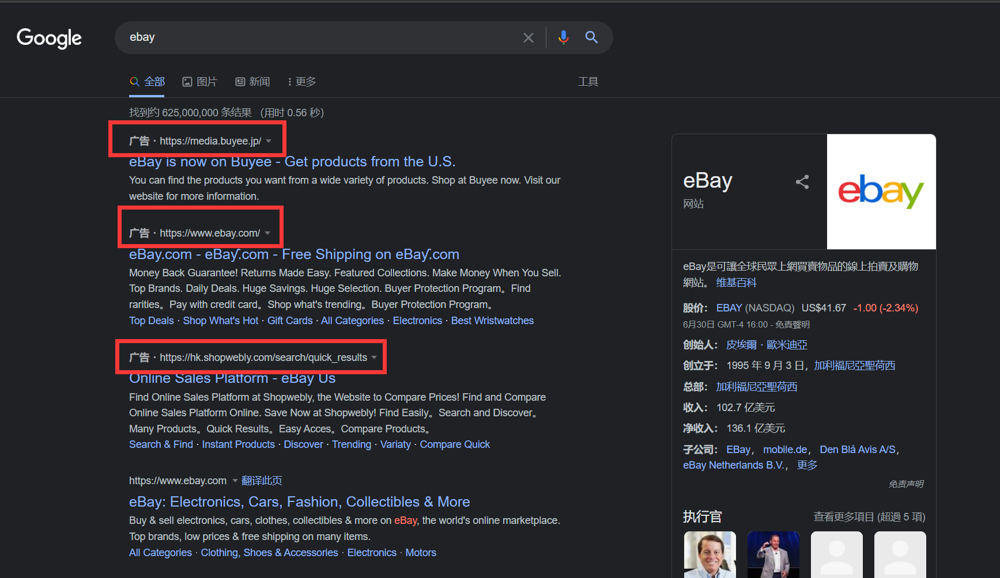 Google
ebay
全部
图片
新闻
更多
工具
找到约 625,000,000 条结果 （用时 0.56 秒）
广告 · https://media.buyee.jp/
eBay is now on Buyee - Get products from the U.S.
You can find the products you want from a wide variety of products. Shop at Buyee now. Visit our
website for more information.
广告 · https://www.ebay.com/
eBay.com - eBay.com - Free Shipping on eBay.com
Money Back Guarantee! Returns Made Easy. Featured Collections. Make Money When You Sell.
Top Brands. Daily Deals. Huge Savings. Huge Selection. Buyer Protection Program。Find
rarities。Pay with credit card。Shop what's trending。Buyer Protection Program。
Top Deals · Shop What's Hot · Gift Cards · All Categories · Electronics · Best Wristwatches
广告 · https://hk.shopwebly.com/search/quick_results
Online Sales Platform - eBay Us
Find Online Sales Platform at Shopwebly, the Website to Compare Prices! Find and Compare
Online Sales Platform Online. Save Now at Shopwebly! Find Easily。Search and Discover。
Many Products。Quick Results。Easy Acces。Compare Products。
Search & Find · Instant Products · Discover · Trending · Variaty · Compare Quick
https://www.ebay.com 翻译此页
eBay: Electronics, Cars, Fashion, Collectibles & More
Buy & sell electronics, cars, clothes, collectibles & more on eBay, the world's online marketplace.
Top brands, low prices & free shipping on many items.
All Categories · Clothing, Shoes & Accessories · Electronics · Motors
eBay
网站
ebay
eBay是可讓全球民眾上網買賣物品的線上拍賣及購物
網站。 维基百科
股价： EBAY (NASDAQ) US$41.67 -1.00 (-2.34%)
6月30日 GMT-4 16:00 - 免責聲明
创始人： 皮埃爾·歐米迪亞
创立于： 1995 年 9 月 3 日，加利福尼亞聖荷西
总部： 加利福尼亞聖荷西
收入： 102.7 亿美元
净收入： 136.1 亿美元
子公司： EBay， mobile.de， Den Blå Avis A/S，
eBay Netherlands B.V.， 更多
免责声明
执行官
查看更多項目 (超過 5 項)